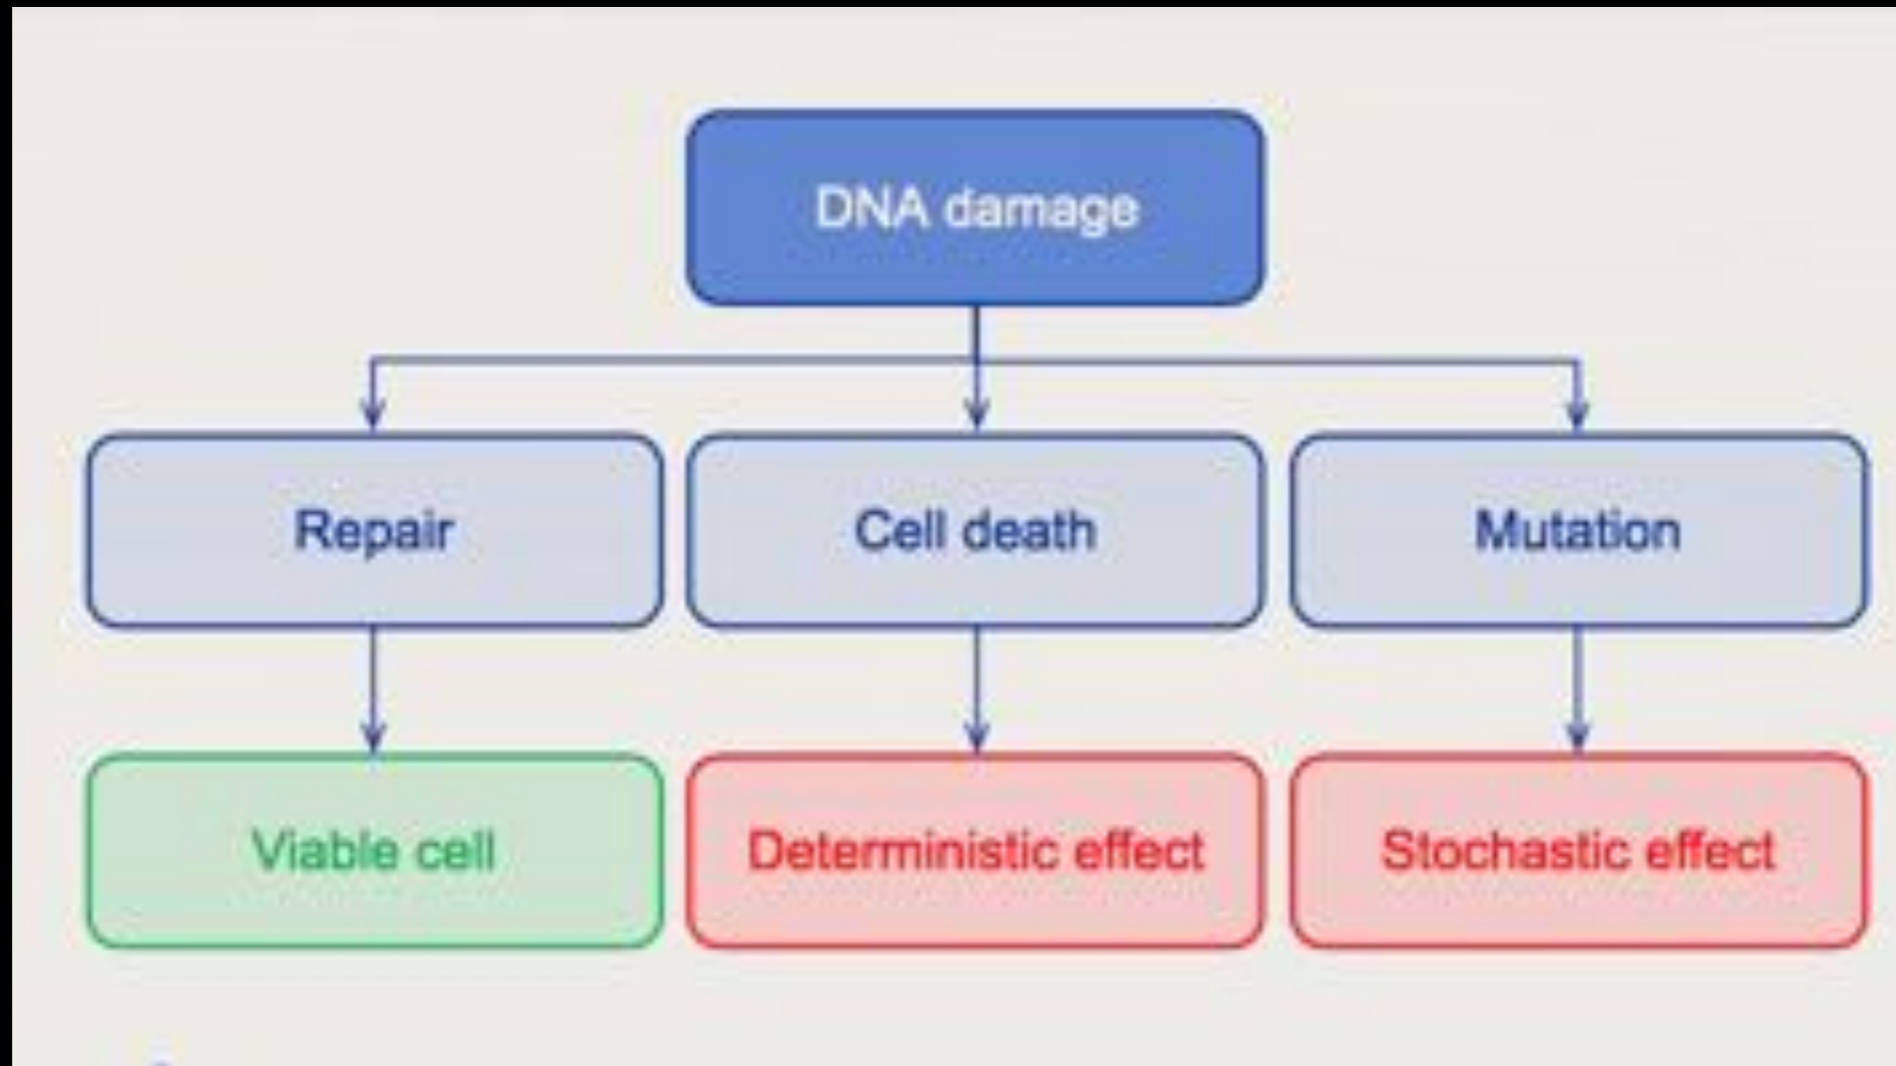 DNA damage
Repair
Cell death
Mutation
Viable cell
Deterministic effect
Stochastic effect